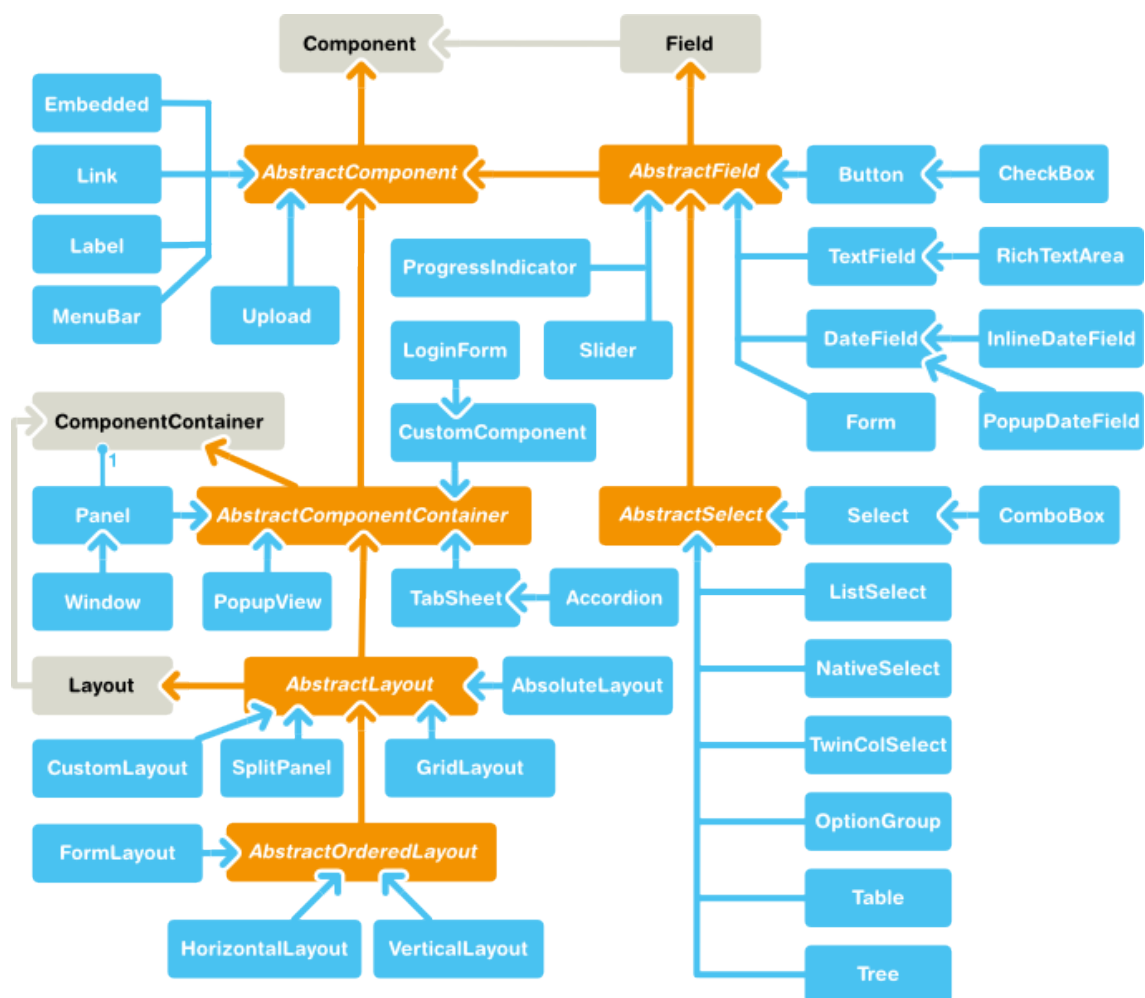 Component
Field
Embedded
AbstractComponent
AbstractField
Button
CheckBox
Link
Label
ProgressIndicator
TextField
RichTextArea
MenuBar
Upload
LoginForm
Slider
DateField
InlineDateField
ComponentContainer
CustomComponent
Form
PopupDateField
1
Panel
AbstractComponentContainer
AbstractSelect
Select
ComboBox
Window
PopupView
TabSheet
Accordion
ListSelect
Layout
AbstractLayout
AbsoluteLayout
NativeSelect
CustomLayout
SplitPanel
GridLayout
TwinColSelect
OptionGroup
FormLayout
AbstractOrderedLayout
Table
HorizontalLayout
VerticalLayout
Tree